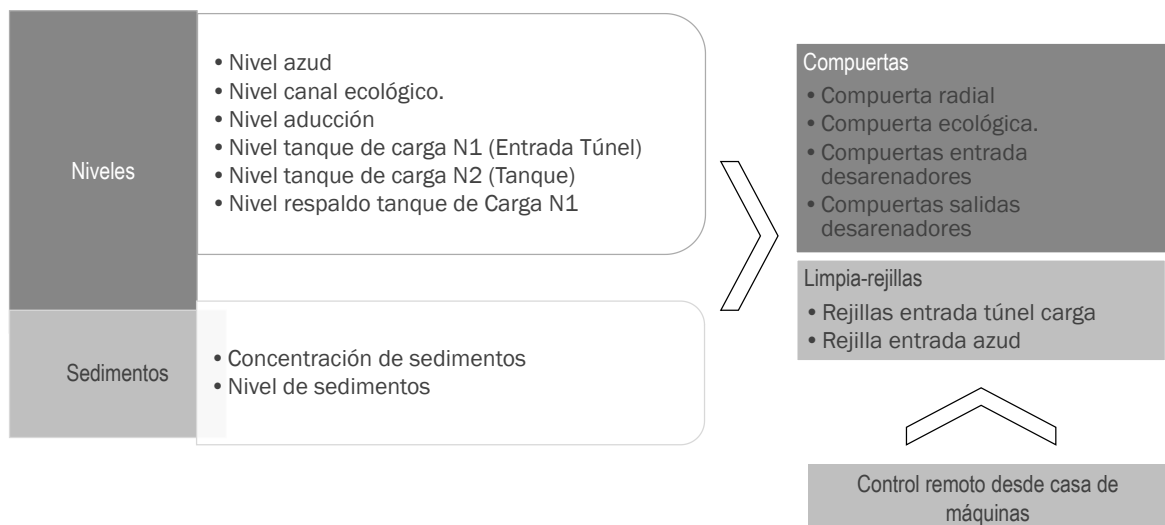 Niveles
• Nivel azud
• Nivel canal ecológico.
• Nivel aducción
• Nivel tanque de carga N1 (Entrada Túnel)
• Nivel tanque de carga N2 (Tanque)
• Nivel respaldo tanque de Carga N1
Sedimentos
• Concentración de sedimentos
• Nivel de sedimentos
Compuertas
• Compuerta radial
• Compuerta ecológica.
• Compuertas entrada
desarenadores
• Compuertas salidas
desarenadores
Limpia-rejillas
• Rejillas entrada túnel carga
• Rejilla entrada azud
Control remoto desde casa de
máquinas